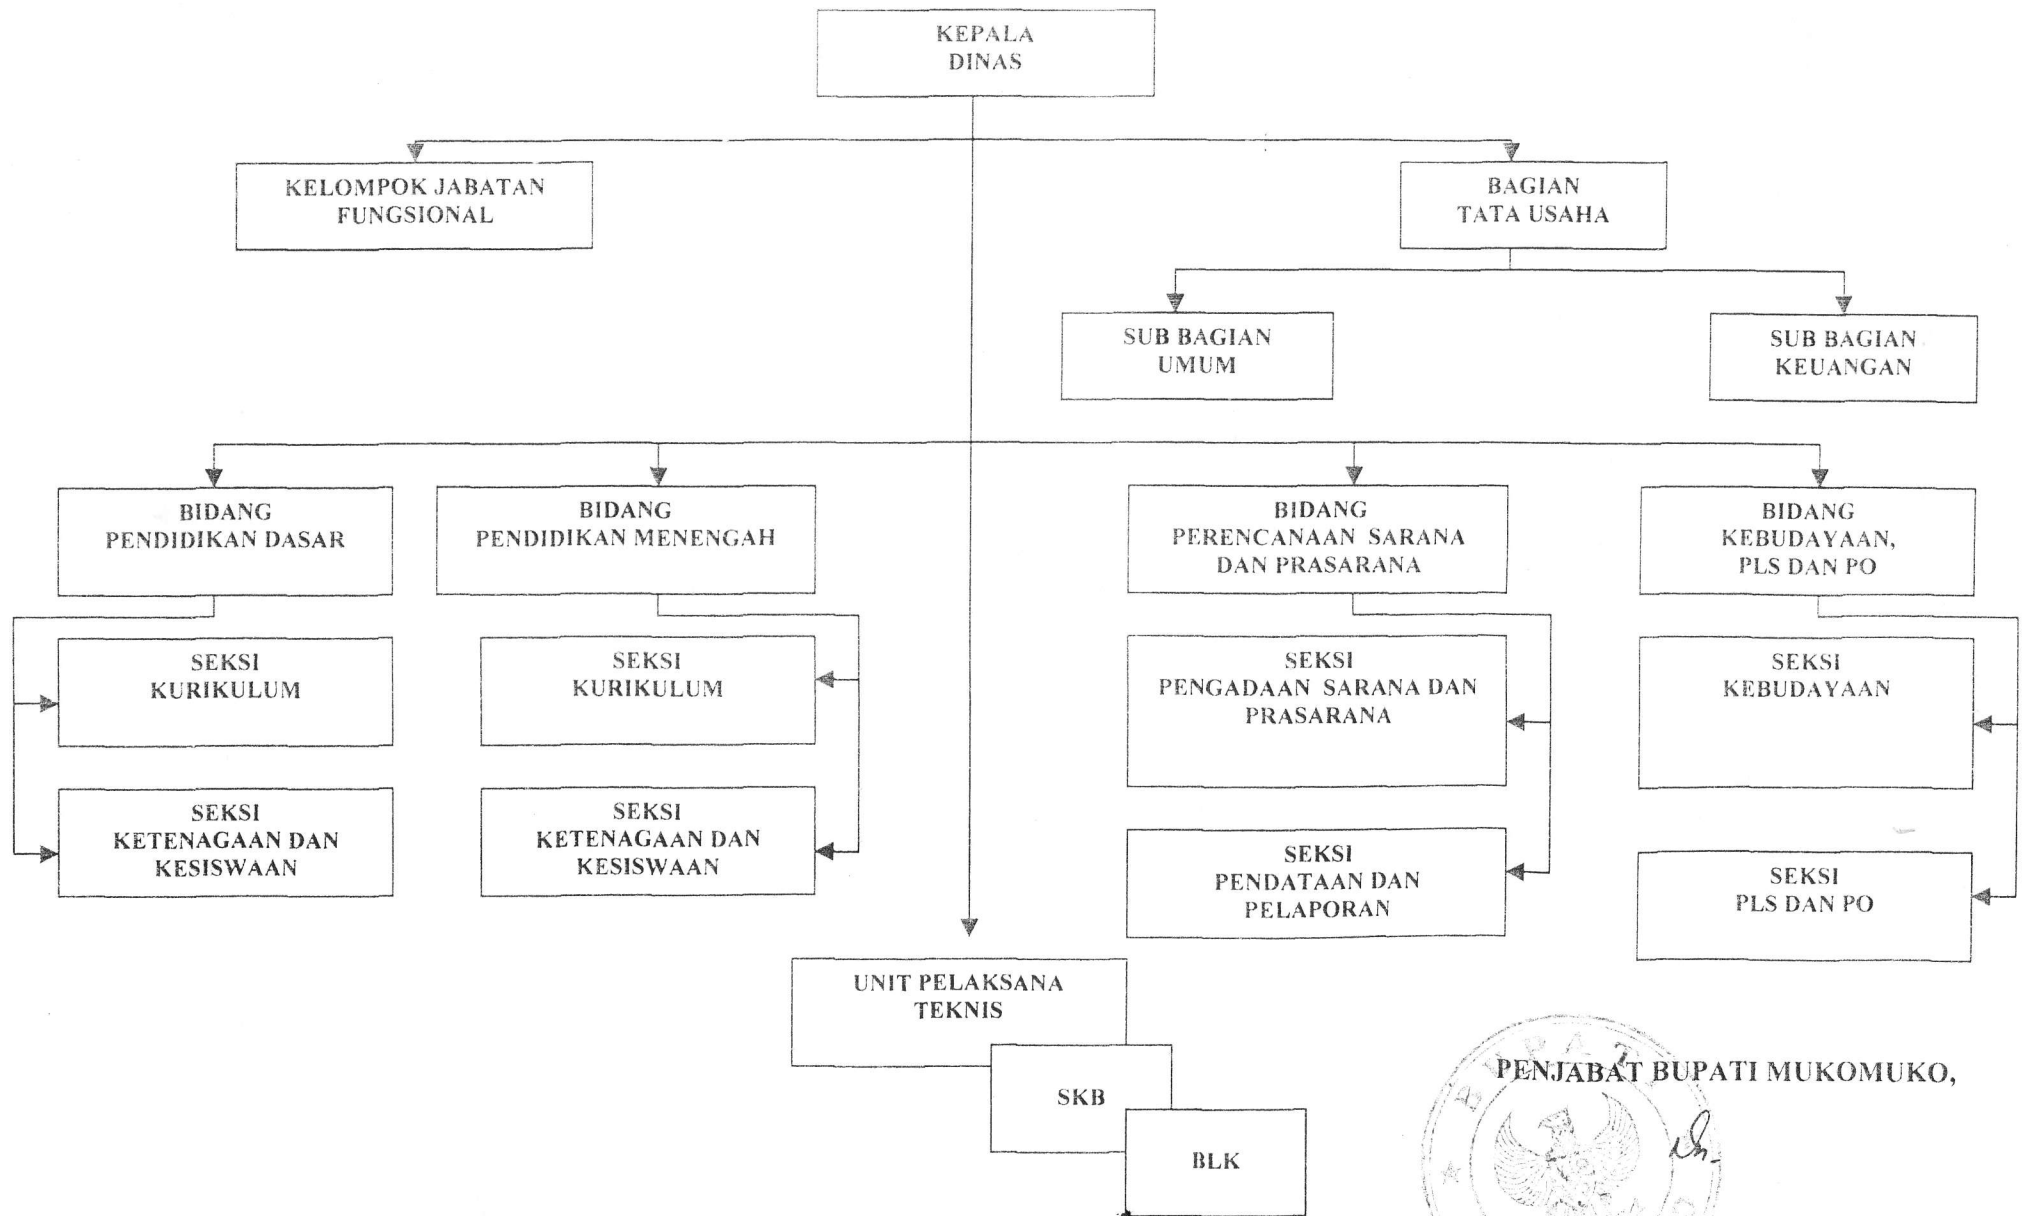 KEPALA
DINAS
KELOMPOK JABATAN
FUNGSIONAL
BAGIAN
TATA USAHA
SUB BAGIAN
UMUM
SUB BAGIAN
KEUANGAN
BIDANG
PENDIDIKAN DASAR
BIDANG
PENDIDIKAN MENENGAH
BIDANG
PERENCANAAN SARANA
DAN PRASARANA
BIDANG
KEBUDAYAAN,
PLS DAN PO
SEKSI
KURIKULUM
SEKSI
KURIKULUM
SEKSI
PENGADAAN SARANA DAN
PRASARANA
SEKSI
KEBUDAYAAN
SEKSI
KETENAGAAN DAN
KESISWAAN
SEKSI
KETENAGAAN DAN
KESISWAAN
SEKSI
PENDATAAN DAN
PELAPORAN
SEKSI
PLS DAN PO
UNIT PELAKSANA
TEKNIS
SKB
BLK
PENJABAT BUPATI MUKOMUKO,
BUPATI